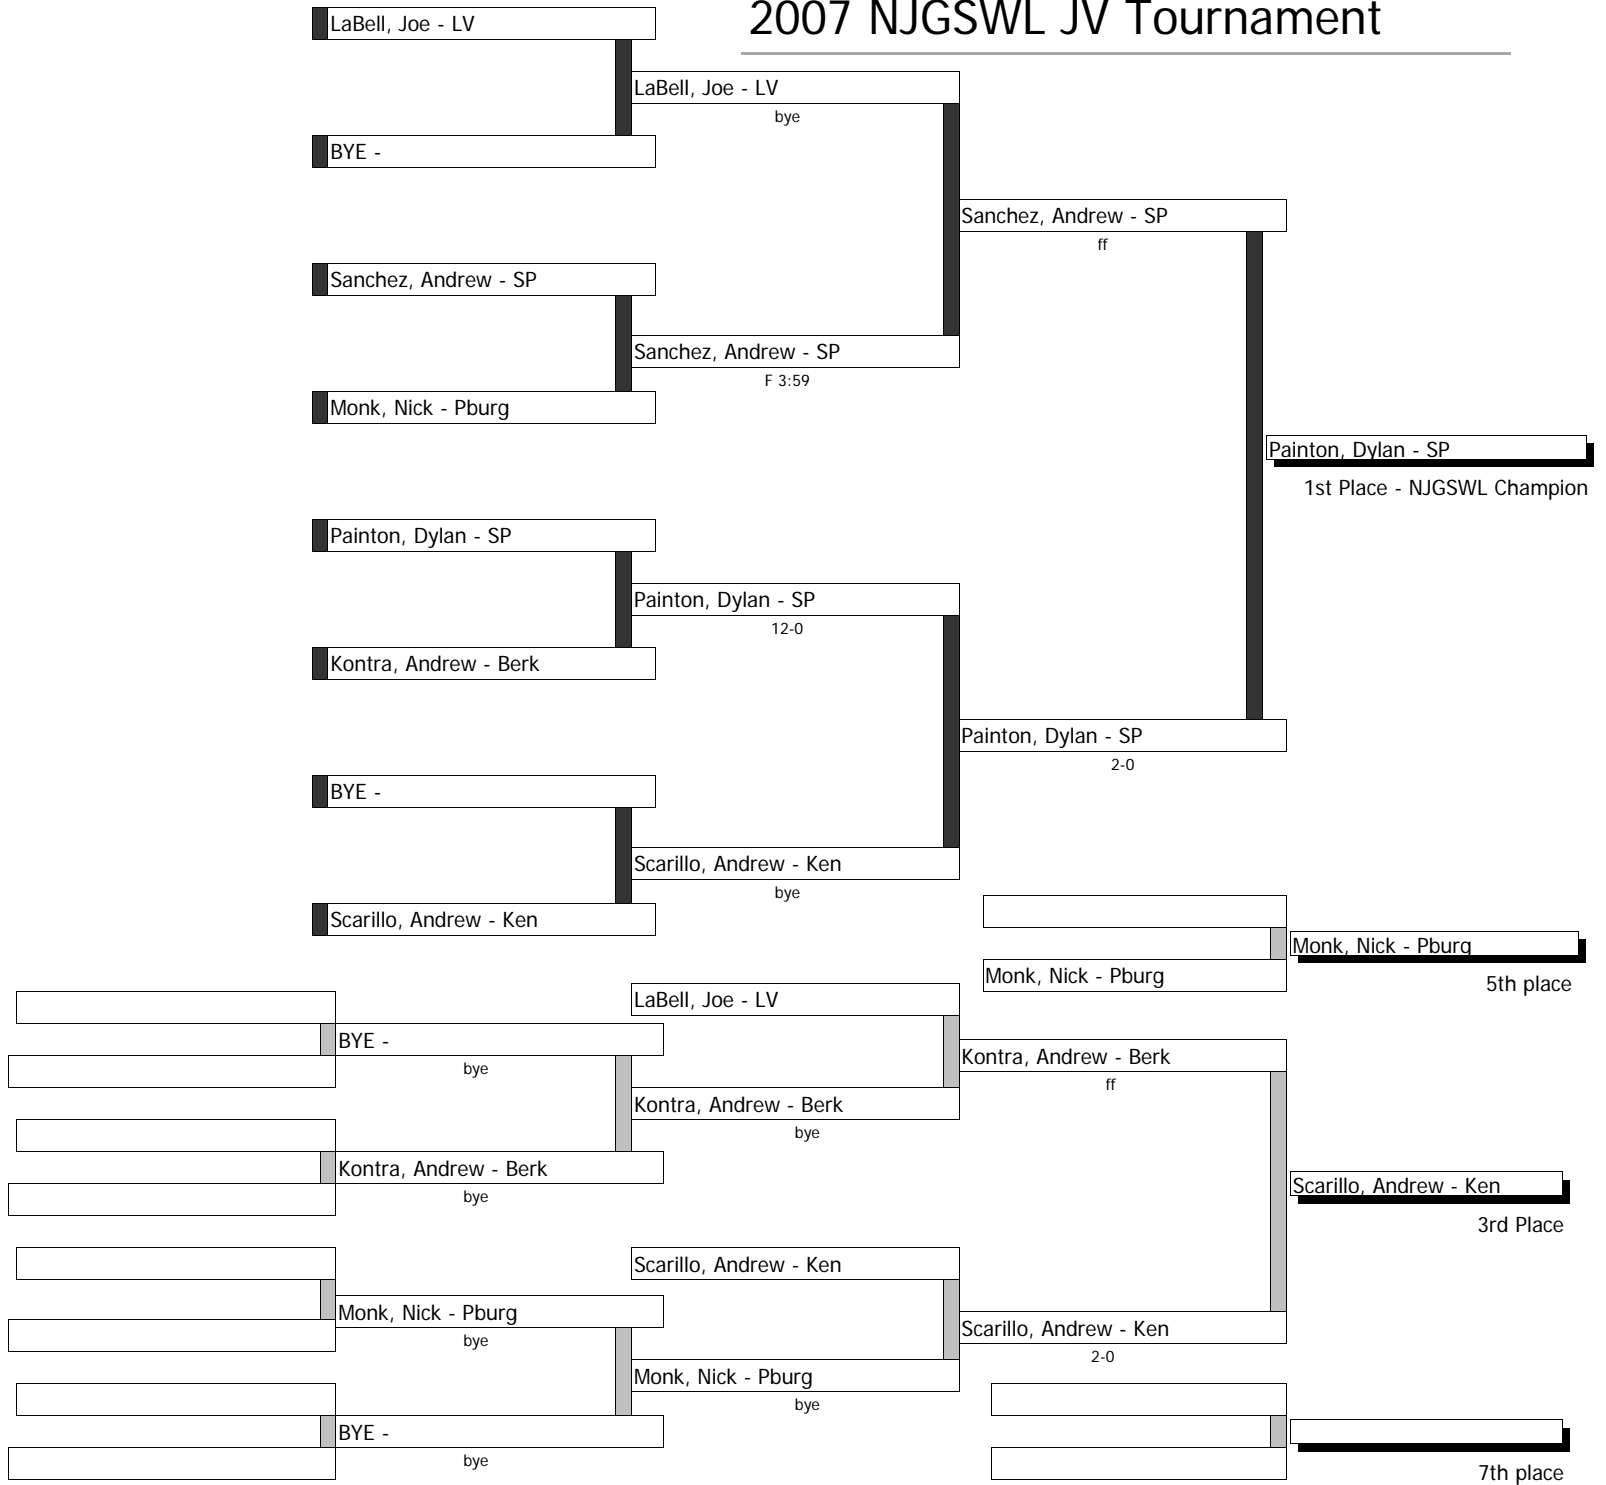 2007 NJGSWL JV Tournament
LaBell, Joe - LV
LaBell, Joe - LV
bye
BYE -
Sanchez, Andrew - SP
ff
Sanchez, Andrew - SP
Sanchez, Andrew - SP
F 3:59
Monk, Nick - Pburg
Painton, Dylan - SP
1st Place - NJGSWL Champion
Painton, Dylan - SP
Painton, Dylan - SP
12-0
Kontra, Andrew - Berk
Painton, Dylan - SP
2-0
BYE -
Scarillo, Andrew - Ken
bye
Scarillo, Andrew - Ken
Monk, Nick - Pburg
Monk, Nick - Pburg
5th place
LaBell, Joe - LV
BYE -
bye
Kontra, Andrew - Berk
ff
Kontra, Andrew - Berk
bye
Kontra, Andrew - Berk
bye
Scarillo, Andrew - Ken
3rd Place
Scarillo, Andrew - Ken
Monk, Nick - Pburg
bye
Scarillo, Andrew - Ken
2-0
Monk, Nick - Pburg
bye
BYE -
bye
7th place